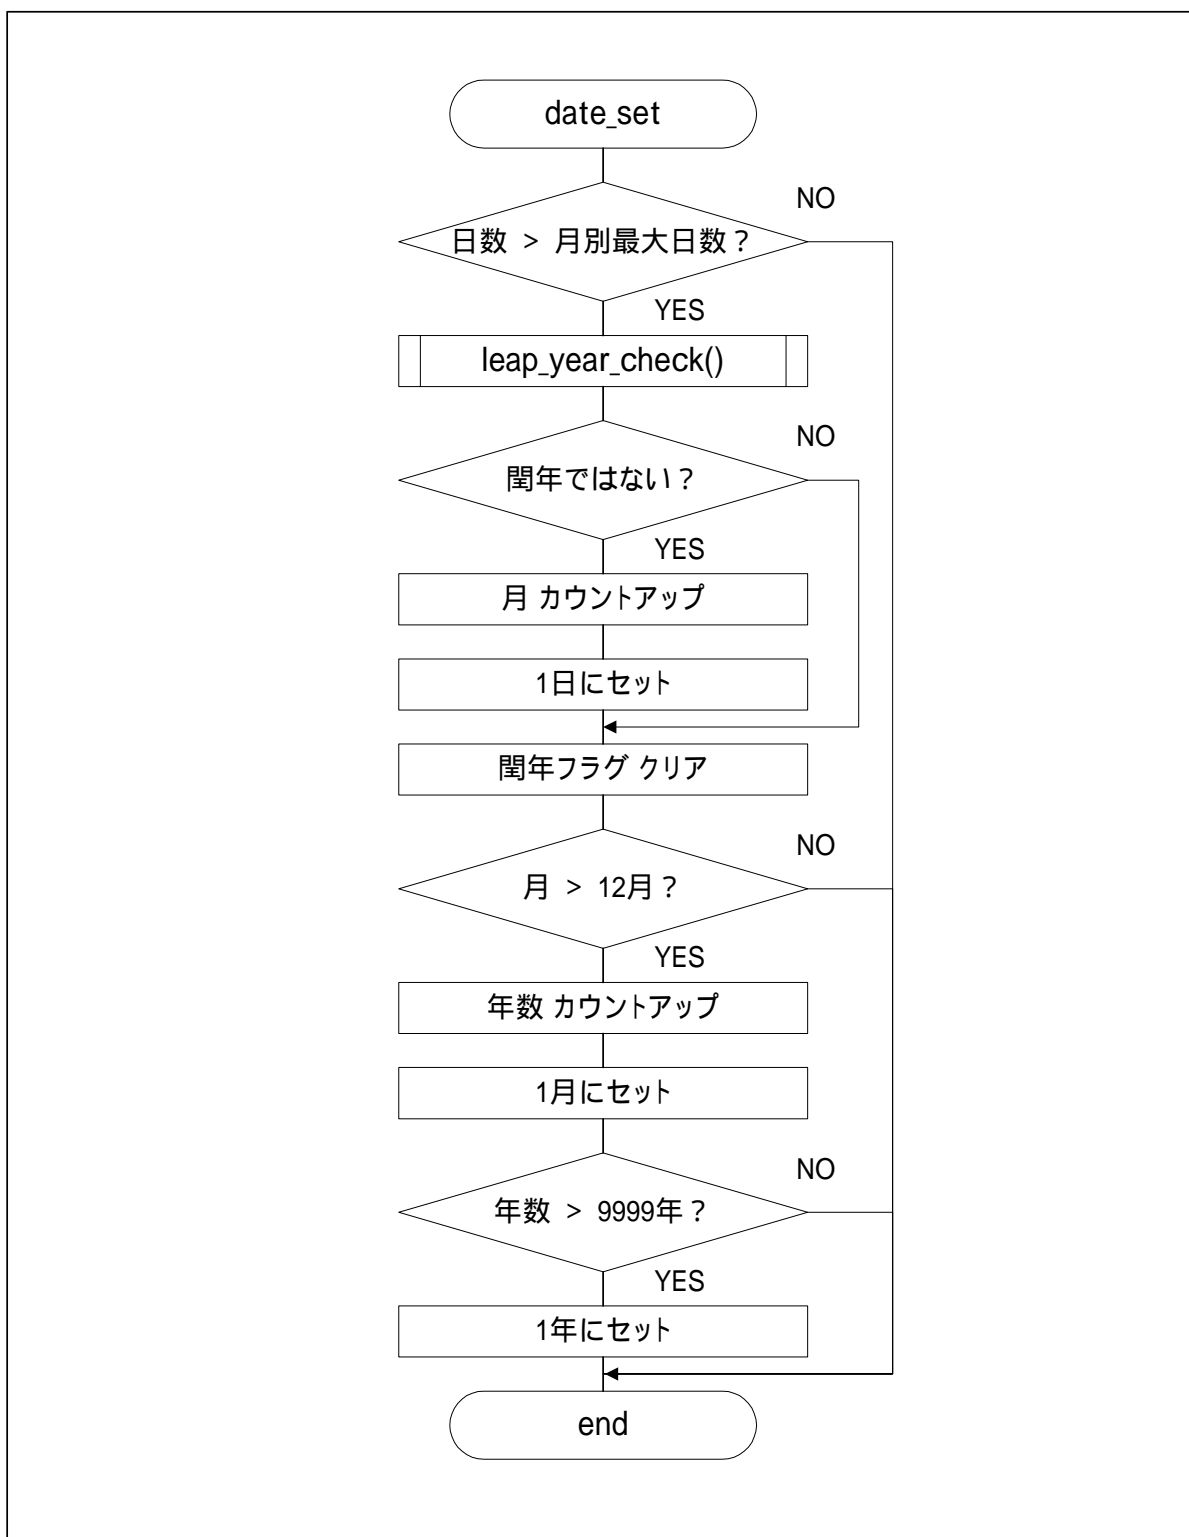 date_set
NO
日数 > 月別最大日数?
YES
leap_year_check()
NO
閏年ではない?
YES
月 カウントアップ
1日にセット
閏年フラグ クリア
NO
月 > 12月?
YES
年数 カウントアップ
1月にセット
NO
年数 > 9999年?
YES
1年にセット
end